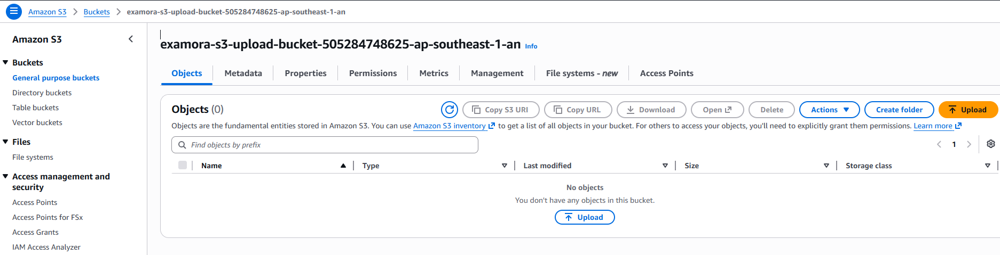 Amazon S3 > Buckets > examora-s3-upload-bucket-505284748625-ap-southeast-1-an
Amazon S3
Buckets
General purpose buckets
Directory buckets
Table buckets
Vector buckets
Files
File systems
Access management and
security
Access Points
Access Points for FSx
Access Grants
IAM Access Analyzer
examora-s3-upload-bucket-505284748625-ap-southeast-1-an Info
Objects Metadata Properties Permissions Metrics Management File systems - new Access Points
Objects (0) Copy S3 URI Copy URL Download Open Delete Actions Create folder Upload
Objects are the fundamental entities stored in Amazon S3. You can use Amazon S3 inventory to get a list of all objects in your bucket. For others to access your objects, you'll need to explicitly grant them permissions. Learn more
Find objects by prefix 1
Name Type Last modified Size Storage class
No objects
You don't have any objects in this bucket.
Upload